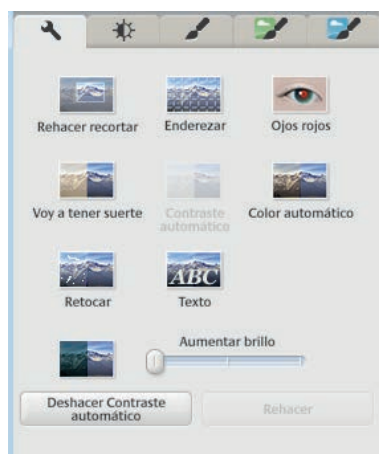 Rehacer recortar
Enderezar
Ojos rojos
Voy a tener suerte
Contraste
automático
Color automático
Retocar
ABC
Texto
Aumentar brillo
Deshacer Contraste
automático
Rehacer